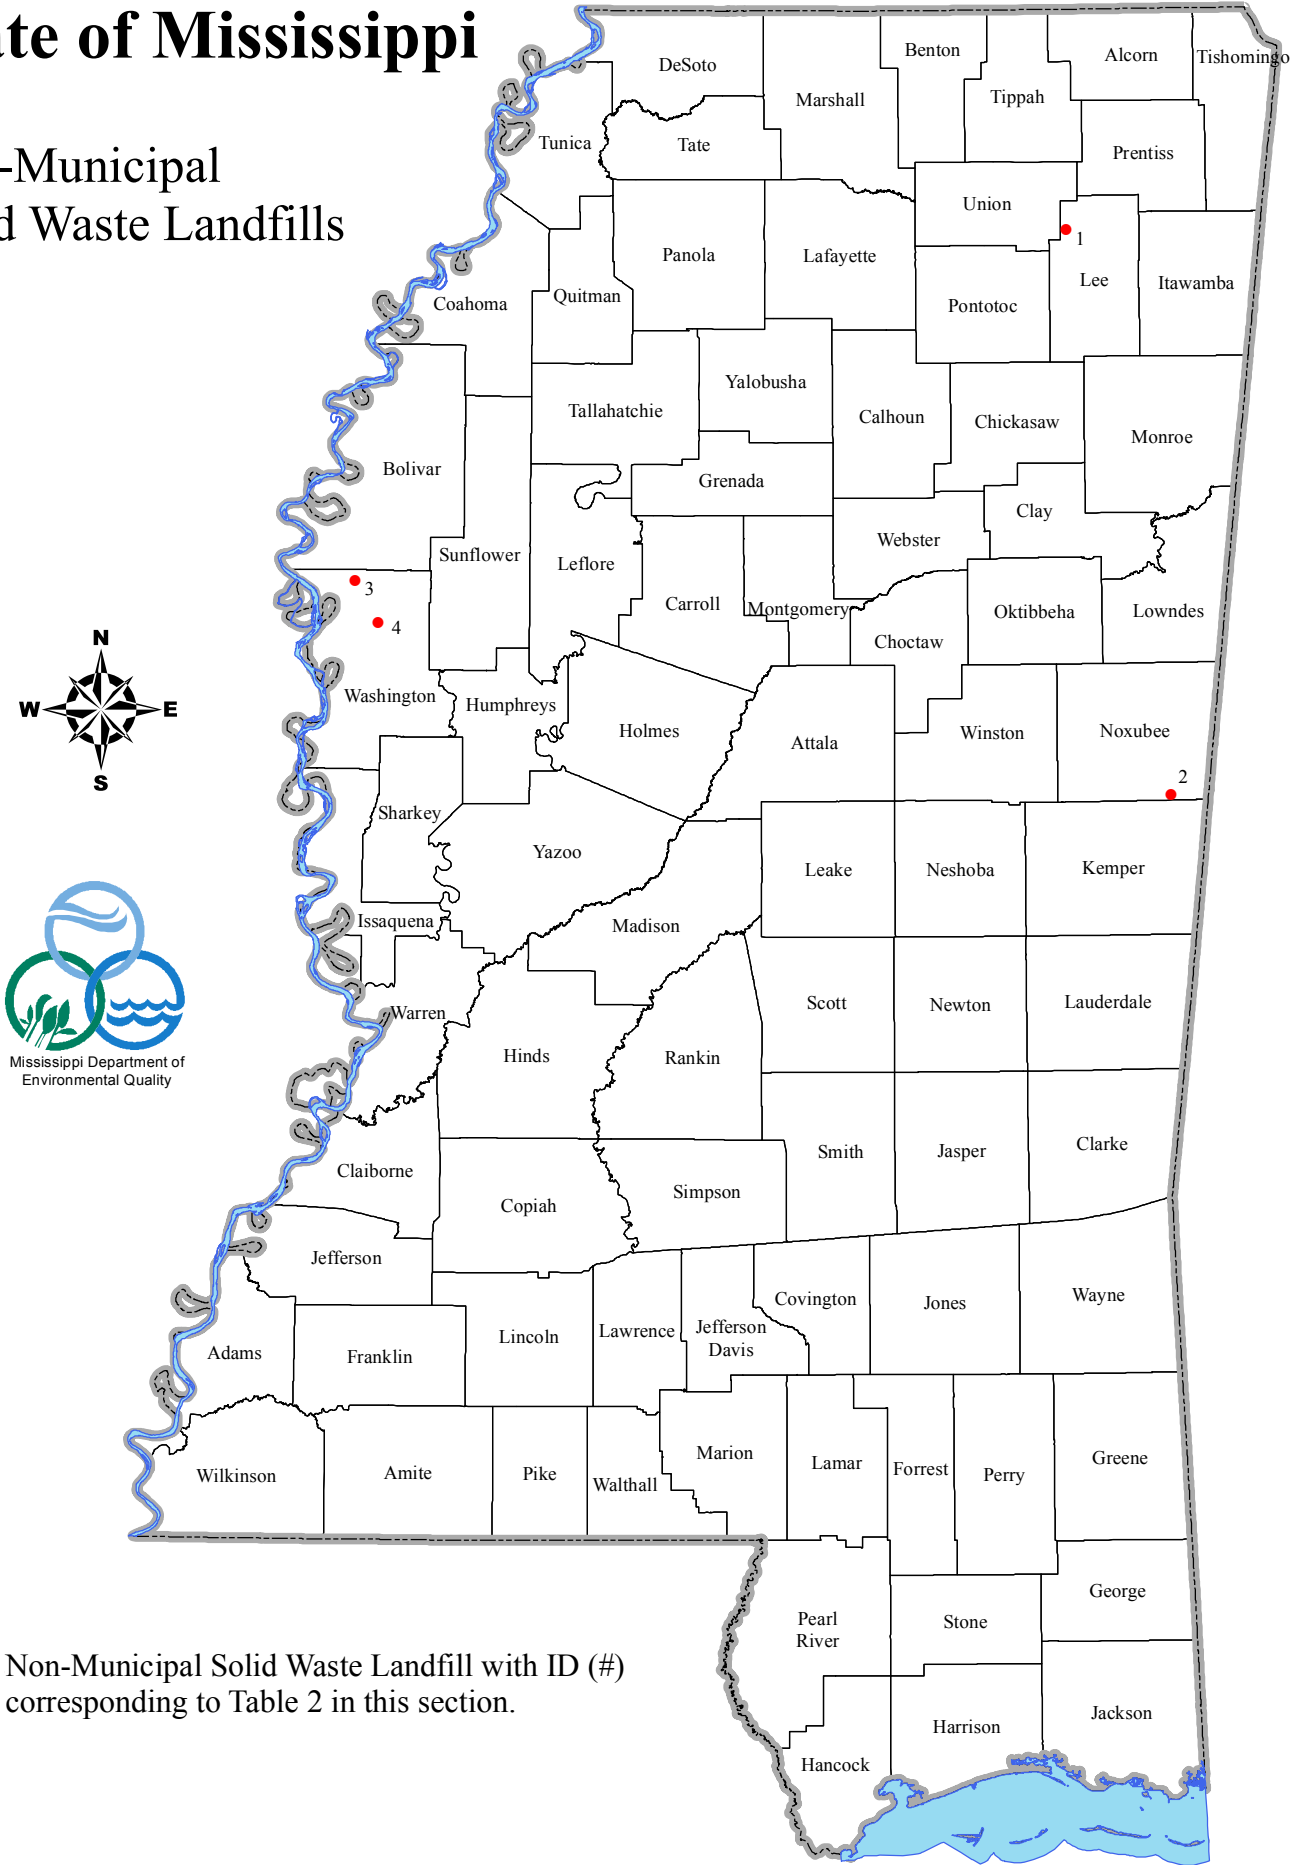 ate of Mississippi
-Municipal
d Waste Landfills
DeSoto
Benton
Alcorn
Tishomingo
Marshall
Tippah
Tunica
Tate
Prentiss
Union
1
Panola
Lafayette
Lee
Itawamba
Coahoma
Quitman
Pontotoc
Yalobusha
Tallahatchie
Calhoun
Chickasaw
Monroe
Bolivar
Grenada
Clay
Sunflower
Leflore
Webster
3
Carroll
Montgomery
Oktibbeha
Lowndes
4
Choctaw
N
W
E
S
Washington
Humphreys
Holmes
Attala
Winston
Noxubee
2
Sharkey
Yazoo
Leake
Neshoba
Kemper
Issaquena
Madison
Warren
Scott
Newton
Lauderdale
Mississippi Department of
Environmental Quality
Hinds
Rankin
Claiborne
Smith
Jasper
Clarke
Copiah
Simpson
Jefferson
Covington
Jones
Wayne
Adams
Franklin
Lincoln
Lawrence
Jefferson
Davis
Wilkinson
Amite
Pike
Walthall
Marion
Lamar
Forrest
Perry
Greene
George
Pearl
River
Stone
Non-Municipal Solid Waste Landfill with ID (#)
corresponding to Table 2 in this section.
Jackson
Harrison
Hancock